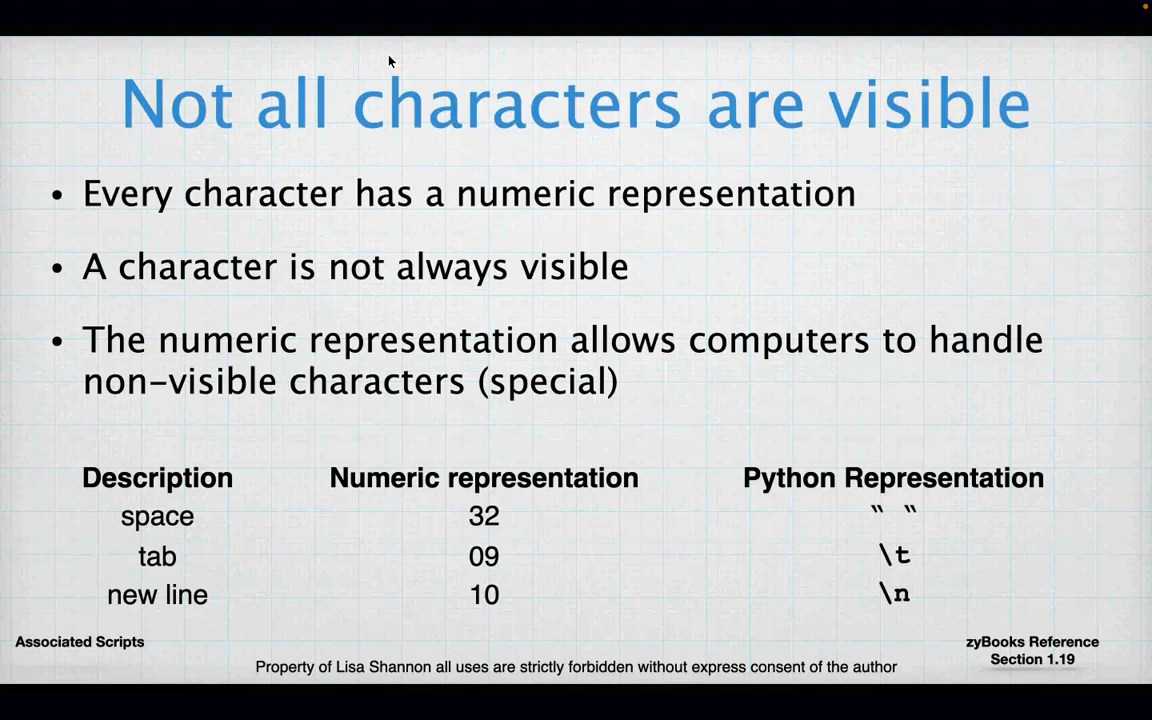 Not all characters are visible
• Every character has a numeric representation
• A character is not always visible
• The numeric representation allows computers to handle
non-visible characters (special)
Description Numeric representation Python Representation
space 32 " "
tab 09 \t
new line 10 \n
Associated Scripts
zyBooks Reference
Section 1.19
Property of Lisa Shannon all uses are strictly forbidden without express consent of the author